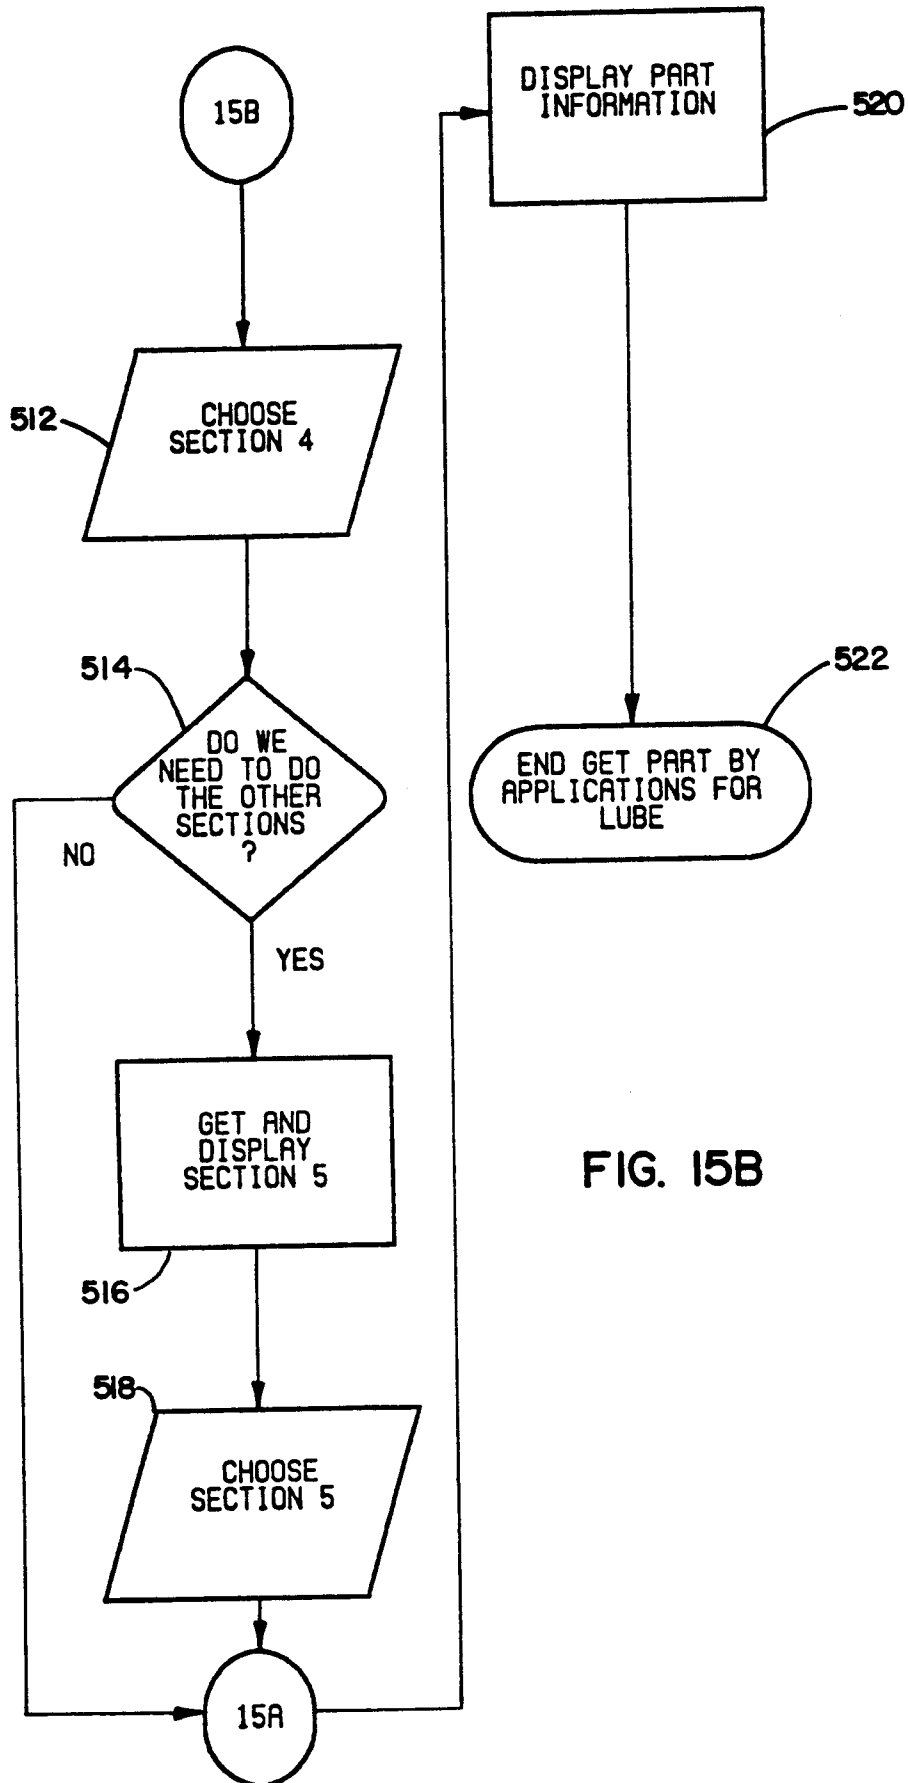 15B
512
CHOOSE
SECTION 4
514
DO WE
NEED TO DO
THE OTHER
SECTIONS
?
NO
YES
GET AND
DISPLAY
SECTION 5
516
518
CHOOSE
SECTION 5
15A
DISPLAY PART
INFORMATION
520
522
END GET PART BY
APPLICATIONS FOR
LUBE
FIG. 15B